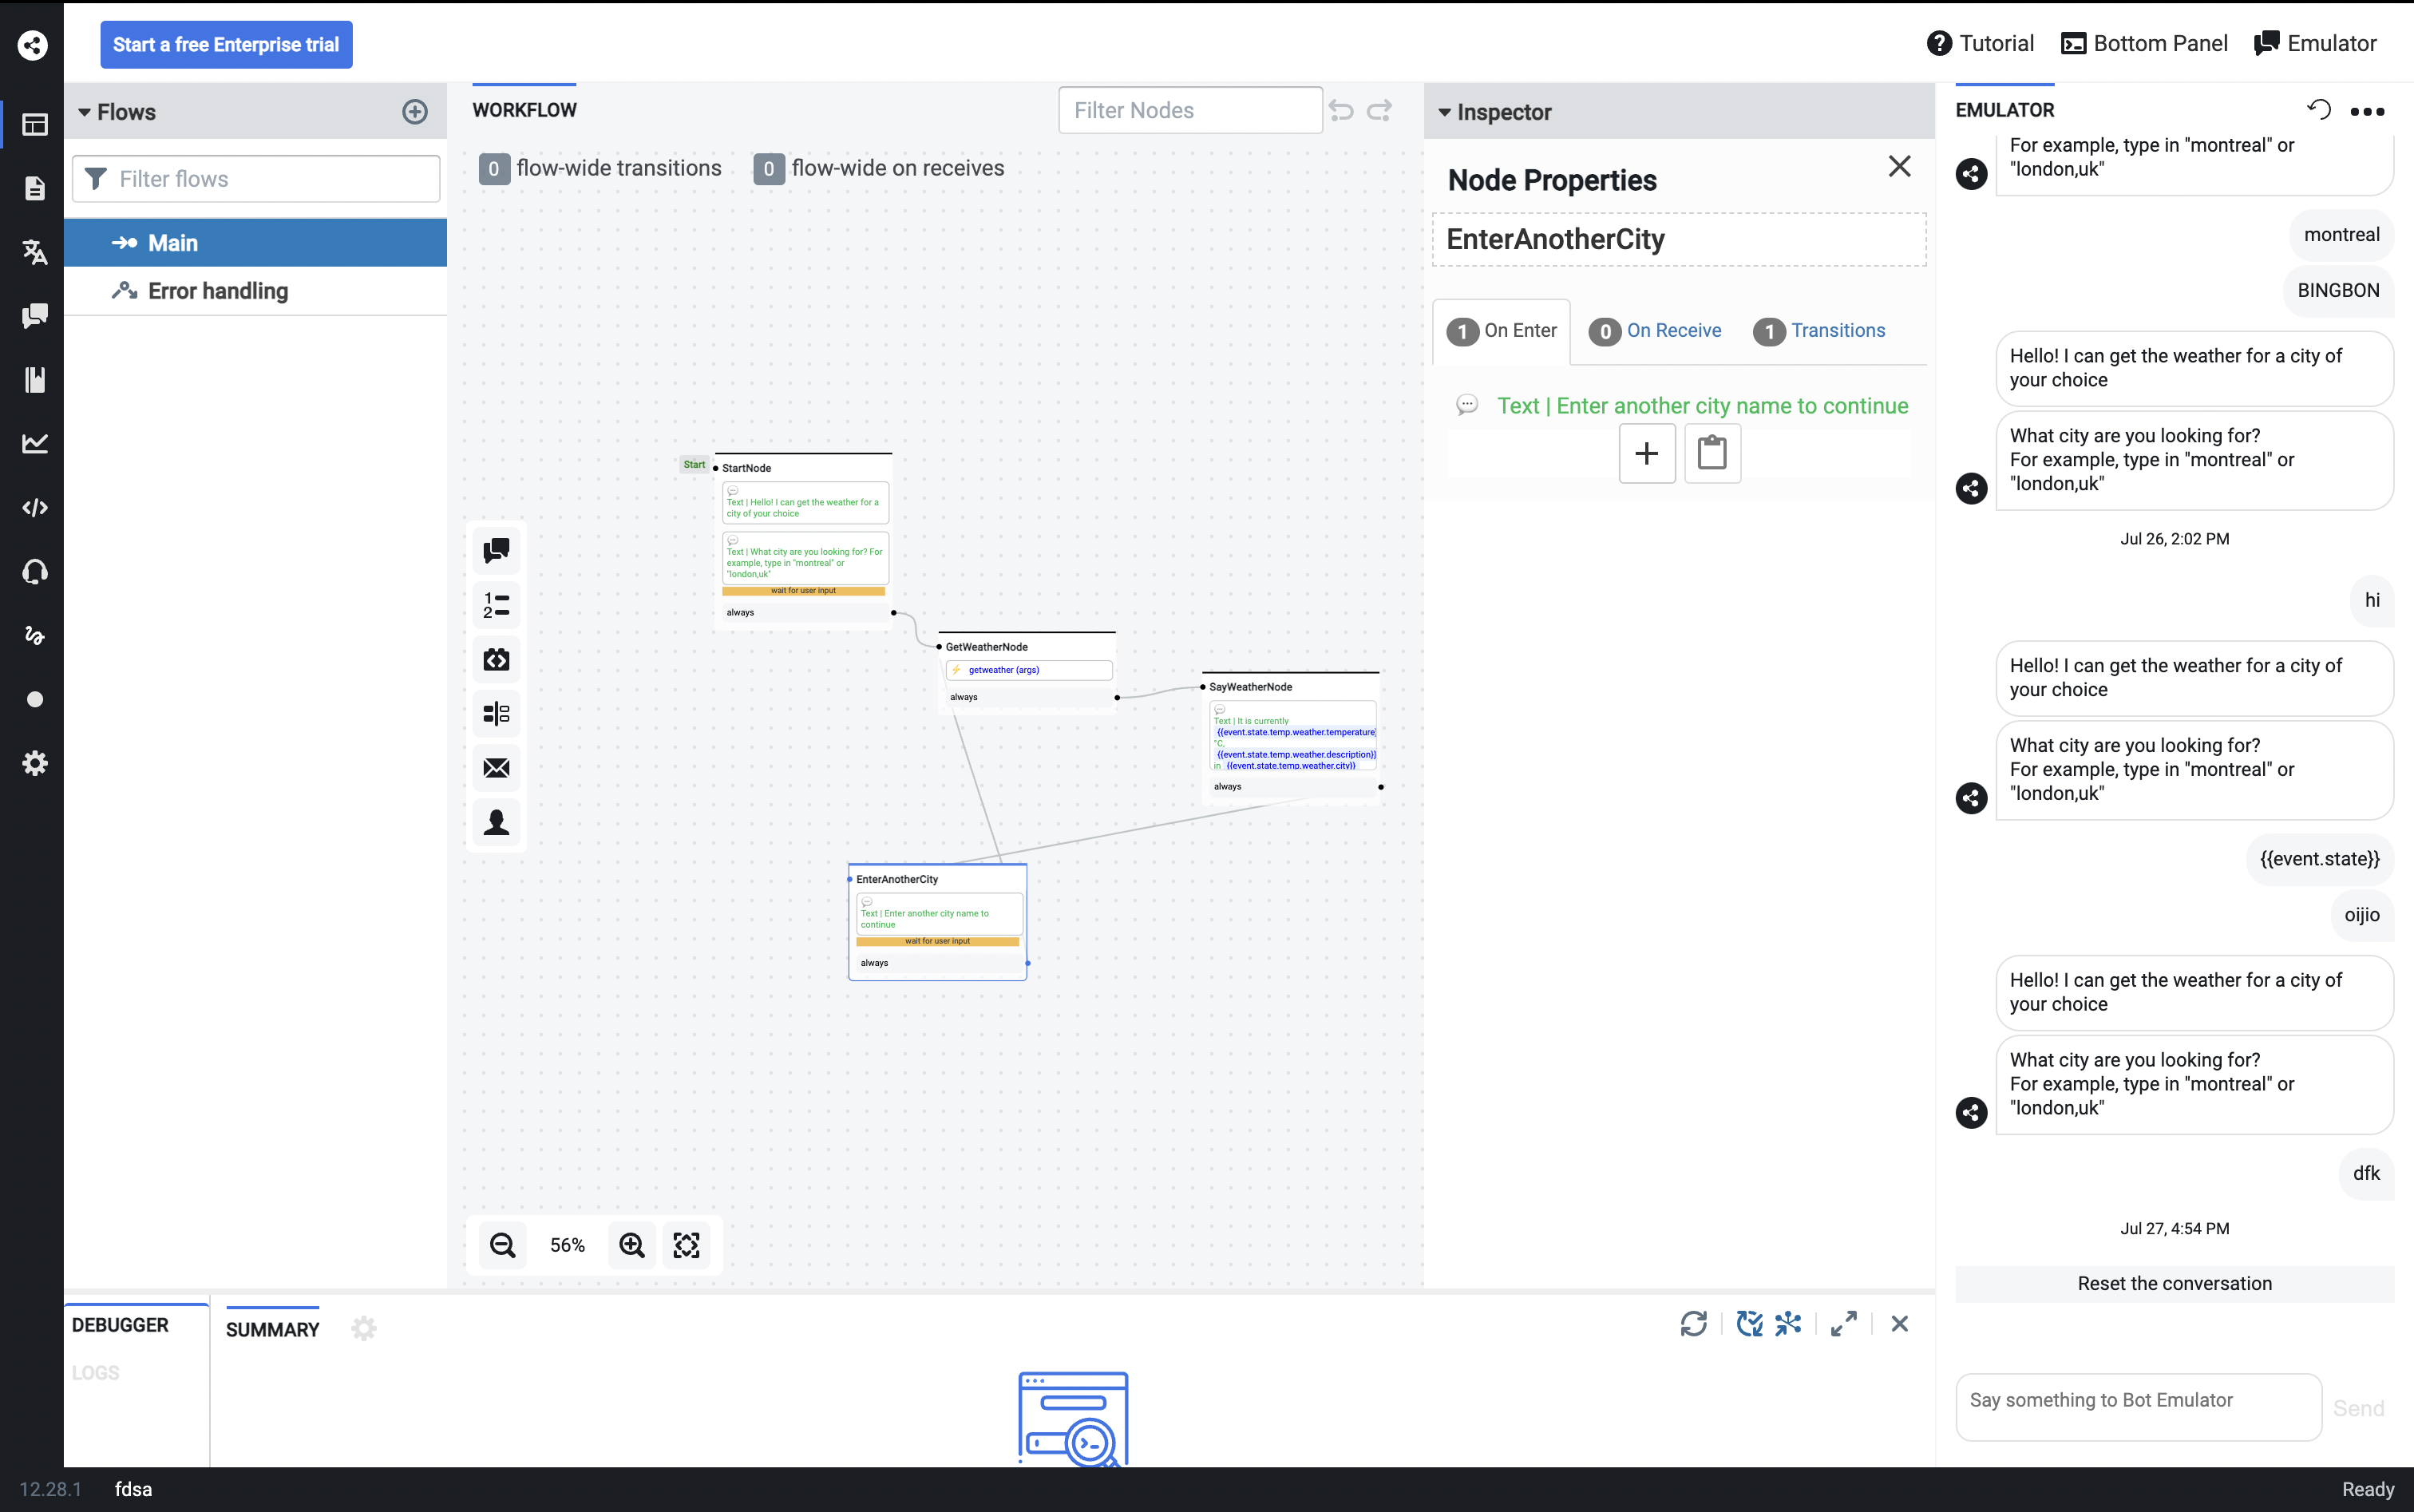 Start a free Enterprise trial
Tutorial
Bottom Panel
Emulator
Flows
Filter flows
Main
Error handling
WORKFLOW
Filter Nodes
0 flow-wide transitions
0 flow-wide on receives
Start
StartNode
Text | Hello! I can get the weather for a
city of your choice
Text | What city are you looking for? For
example, type in "montreal" or
"london,uk"
wait for user input
always
GetWeatherNode
getweather (args)
always
SayWeatherNode
Text | It is currently
{{event.state.temp.weather.temperature}
°C,
{{event.state.temp.weather.description}}
in {{event.state.temp.weather.city}}
always
EnterAnotherCity
Text | Enter another city name to
continue
wait for user input
always
1
2
56%
Inspector
Node Properties
EnterAnotherCity
1 On Enter
0 On Receive
1 Transitions
Text | Enter another city name to continue
EMULATOR
For example, type in "montreal" or
"london,uk"
montreal
BINGBON
Hello! I can get the weather for a city of
your choice
What city are you looking for?
For example, type in "montreal" or
"london,uk"
Jul 26, 2:02 PM
hi
Hello! I can get the weather for a city of
your choice
What city are you looking for?
For example, type in "montreal" or
"london,uk"
{{event.state}}
oijio
Hello! I can get the weather for a city of
your choice
What city are you looking for?
For example, type in "montreal" or
"london,uk"
dfk
Jul 27, 4:54 PM
Reset the conversation
Say something to Bot Emulator
Send
DEBUGGER
LOGS
SUMMARY
12.28.1
fdsa
Ready